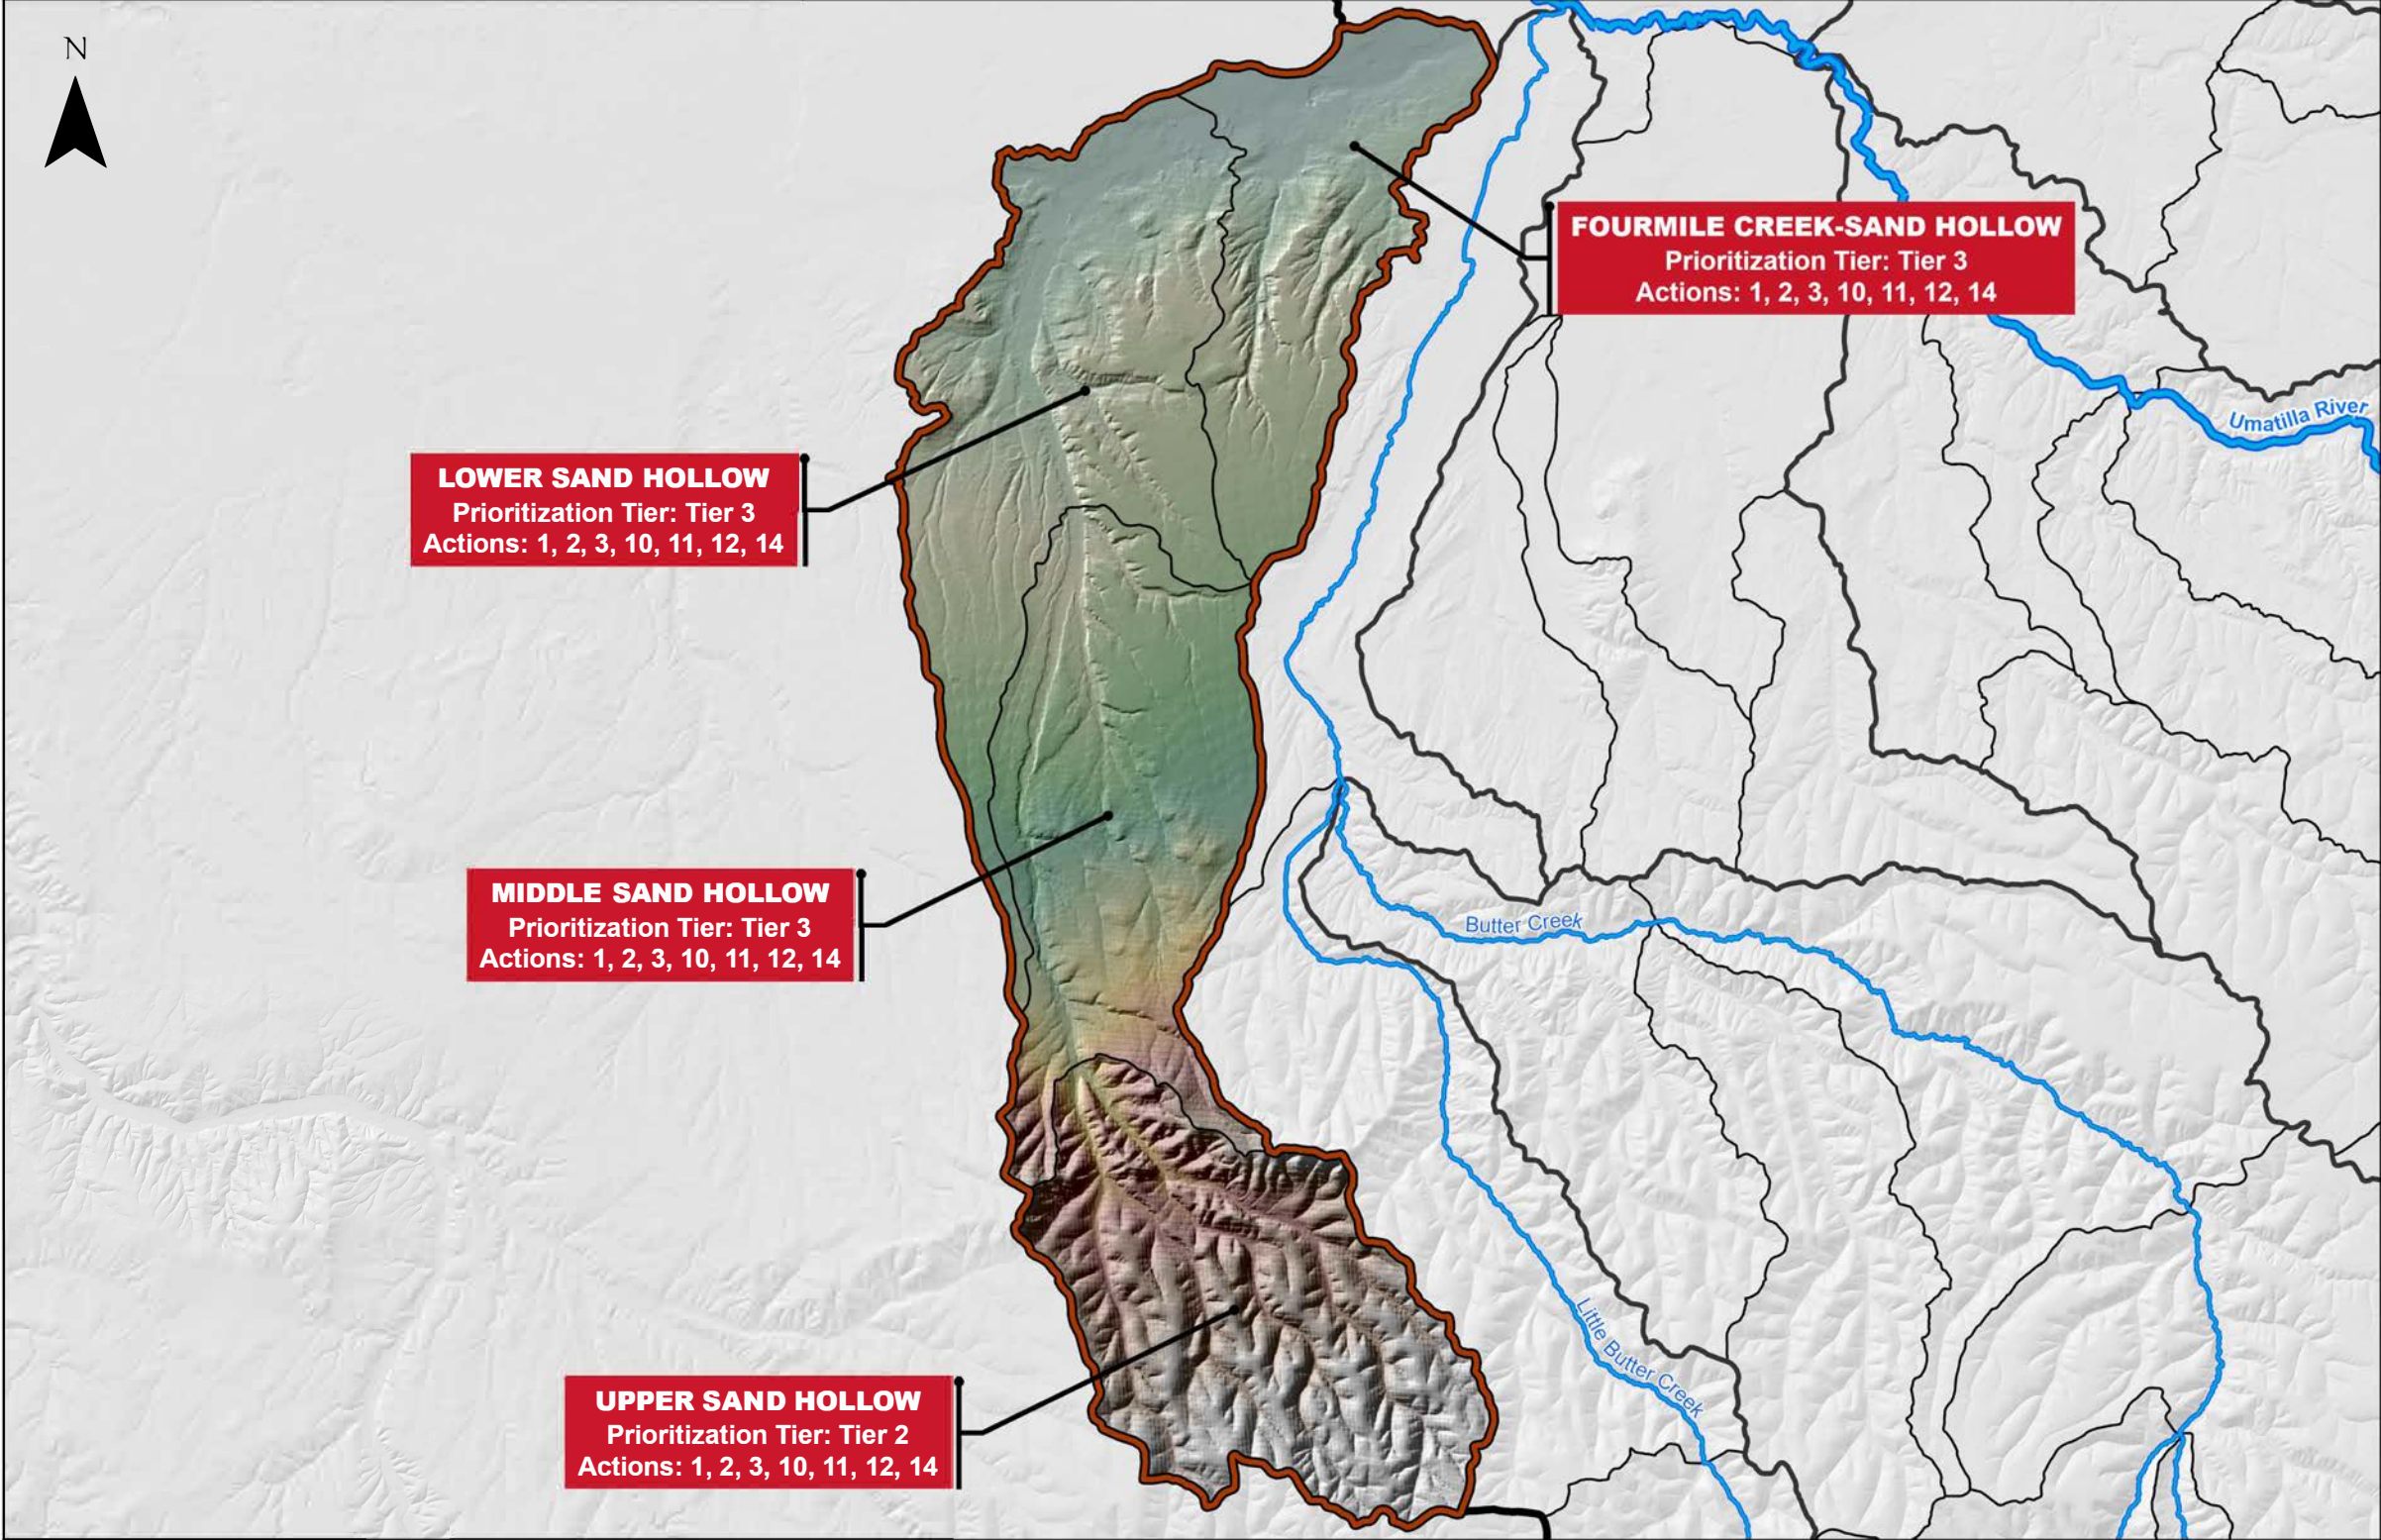 N
FOURMILE CREEK-SAND HOLLOW
Prioritization Tier: Tier 3
Actions: 1, 2, 3, 10, 11, 12, 14
Umatilla River
LOWER SAND HOLLOW
Prioritization Tier: Tier 3
Actions: 1, 2, 3, 10, 11, 12, 14
MIDDLE SAND HOLLOW
Prioritization Tier: Tier 3
Actions: 1, 2, 3, 10, 11, 12, 14
Butter Creek
Little Butter Creek
UPPER SAND HOLLOW
Prioritization Tier: Tier 2
Actions: 1, 2, 3, 10, 11, 12, 14